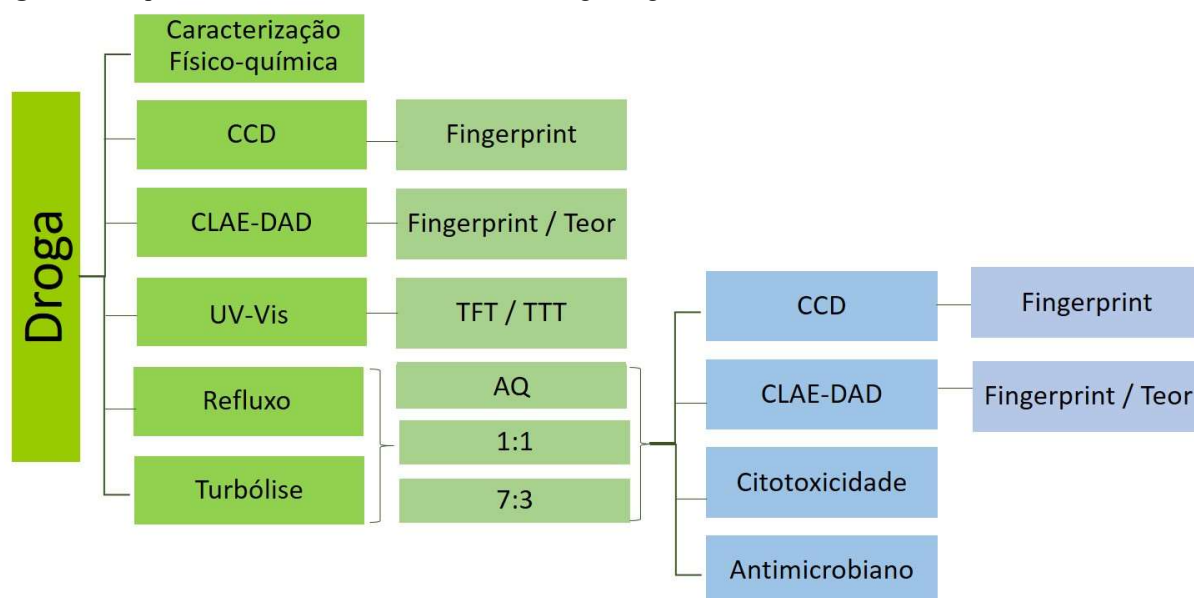 Droga
Caracterização
Físico-química
CCD
Fingerprint
CLAE-DAD
Fingerprint / Teor
UV-Vis
TFT / TTT
Refluxo
Turbólise
AQ
1:1
7:3
CCD
Fingerprint
CLAE-DAD
Fingerprint / Teor
Citotoxicidade
Antimicrobiano